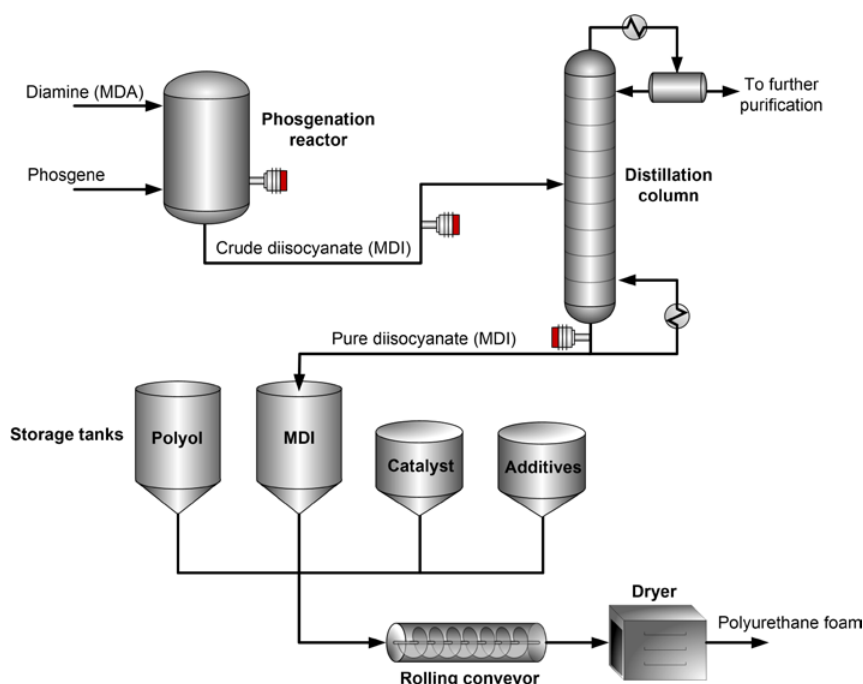 Diamine (MDA)
Phosgenation
reactor
Phosgene
To further
purification
Distillation
column
Crude diisocyanate (MDI)
Pure diisocyanate (MDI)
Storage tanks
Polyol
MDI
Catalyst
Additives
Dryer
Polyurethane foam
Rolling conveyor